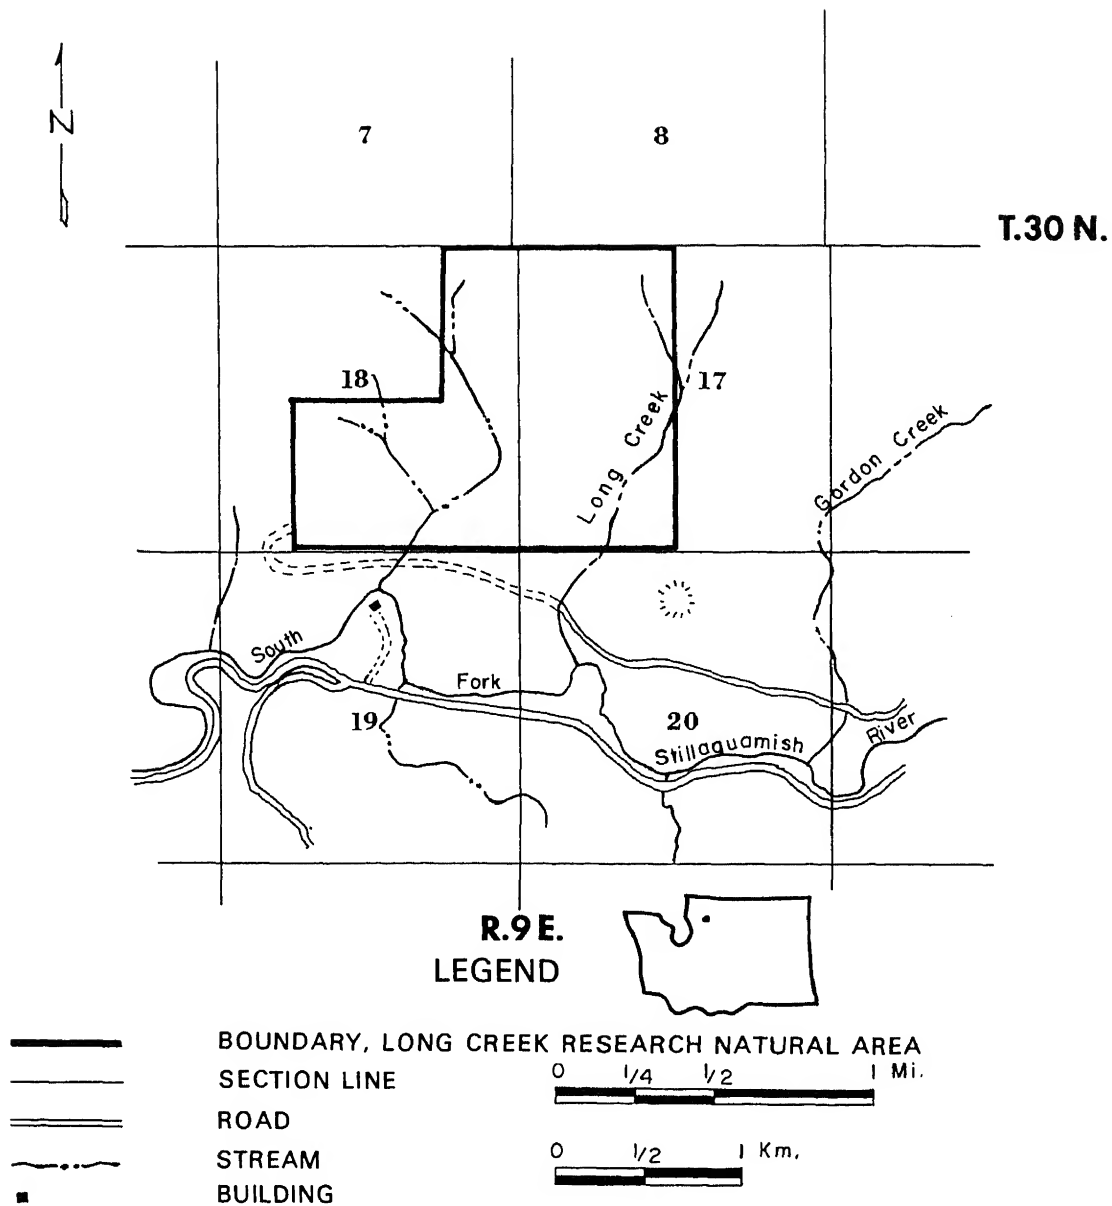 N
7
8
T.30 N.
18
17
Long Creek
Gordon Creek
South
Fork
19
20
Stillaguamish
River
R.9 E.
LEGEND
BOUNDARY, LONG CREEK RESEARCH NATURAL AREA
SECTION LINE
ROAD
STREAM
BUILDING
0 1/4 1/2 1 Mi.
0 1/2 1 Km.